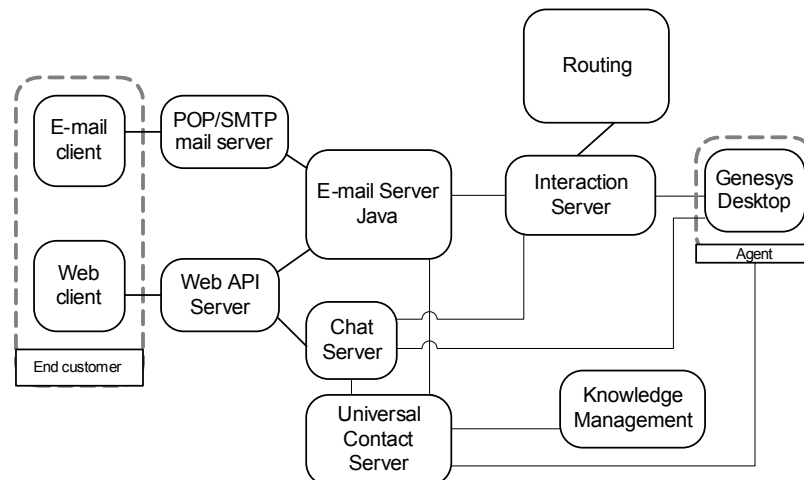 Routing
E-mail
client
POP/SMTP
mail server
E-mail Server
Java
Interaction
Server
Genesys
Desktop
Agent
Web
client
Web API
Server
Chat
Server
End customer
Universal
Contact
Server
Knowledge
Management